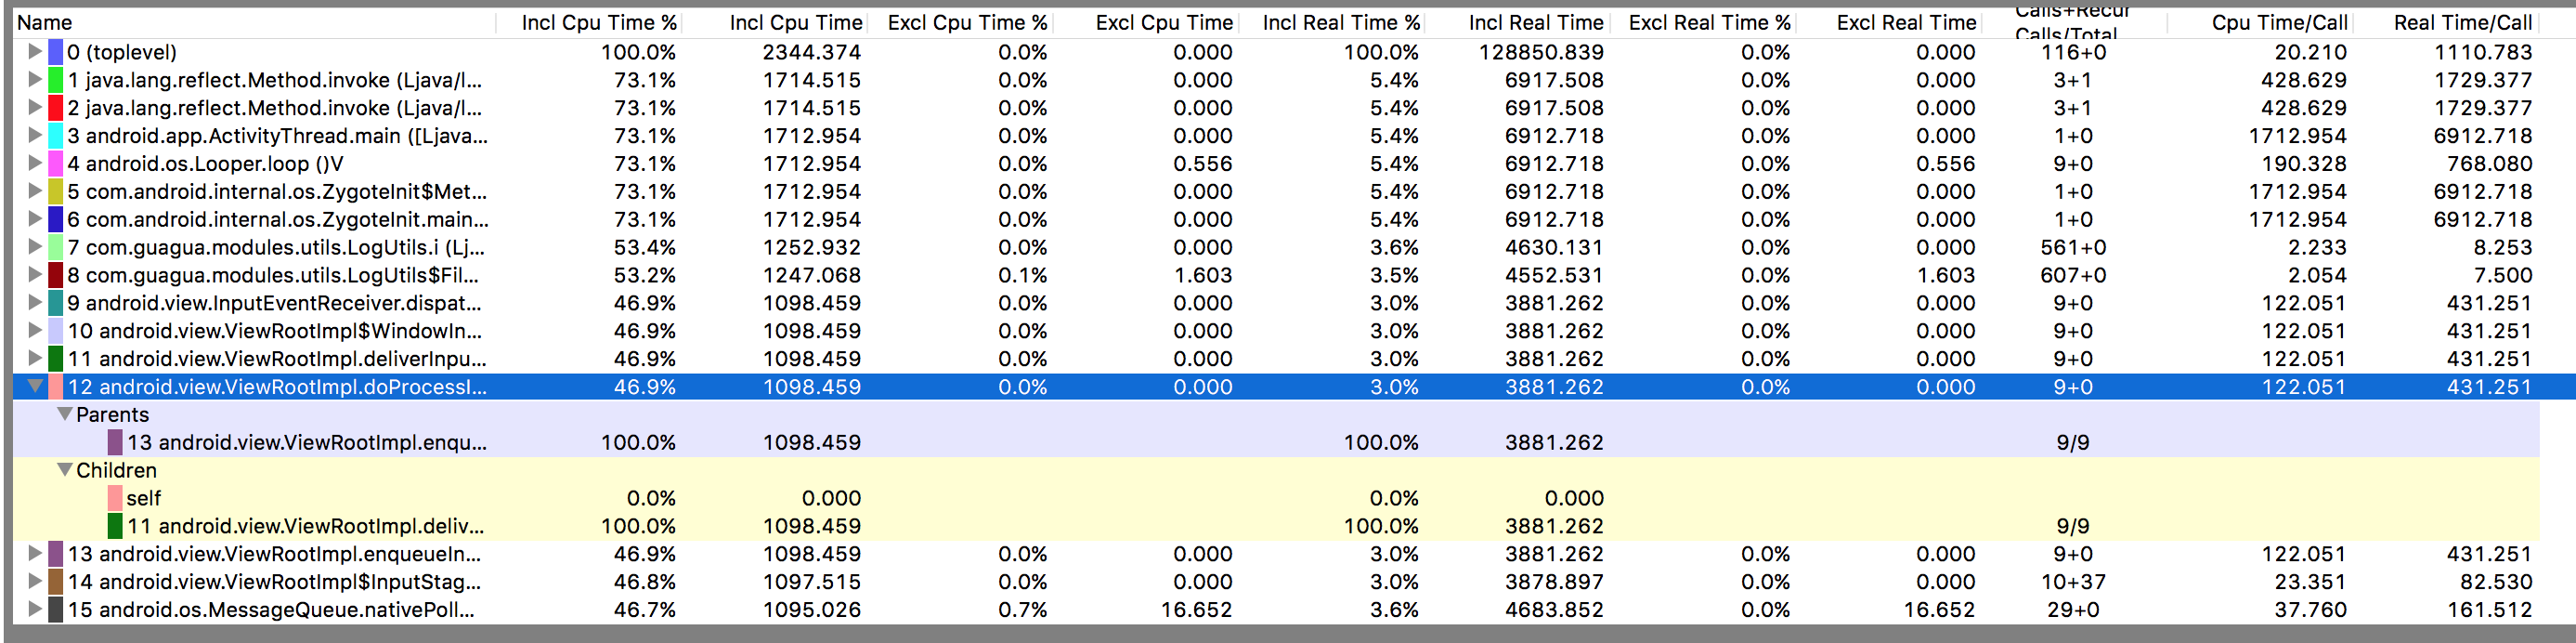 Name Incl Cpu Time % Incl Cpu Time Excl Cpu Time % Excl Cpu Time Incl Real Time % Incl Real Time Excl Real Time % Excl Real Time Calls+Recur Calls/Total Cpu Time/Call Real Time/Call
0 (toplevel) 100.0% 2344.374 0.0% 0.000 100.0% 128850.839 0.0% 0.000 116+0 20.210 1110.783
1 java.lang.reflect.Method.invoke (Ljava/l... 73.1% 1714.515 0.0% 0.000 5.4% 6917.508 0.0% 0.000 3+1 428.629 1729.377
2 java.lang.reflect.Method.invoke (Ljava/l... 73.1% 1714.515 0.0% 0.000 5.4% 6917.508 0.0% 0.000 3+1 428.629 1729.377
3 android.app.ActivityThread.main ([Ljava... 73.1% 1712.954 0.0% 0.000 5.4% 6912.718 0.0% 0.000 1+0 1712.954 6912.718
4 android.os.Looper.loop ()V 73.1% 1712.954 0.0% 0.556 5.4% 6912.718 0.0% 0.556 9+0 190.328 768.080
5 com.android.internal.os.ZygoteInit$Met... 73.1% 1712.954 0.0% 0.000 5.4% 6912.718 0.0% 0.000 1+0 1712.954 6912.718
6 com.android.internal.os.ZygoteInit.main... 73.1% 1712.954 0.0% 0.000 5.4% 6912.718 0.0% 0.000 1+0 1712.954 6912.718
7 com.guagua.modules.utils.LogUtils.i (Lj... 53.4% 1252.932 0.0% 0.000 3.6% 4630.131 0.0% 0.000 561+0 2.233 8.253
8 com.guagua.modules.utils.LogUtils$Fil... 53.2% 1247.068 0.1% 1.603 3.5% 4552.531 0.0% 1.603 607+0 2.054 7.500
9 android.view.InputEventReceiver.dispat... 46.9% 1098.459 0.0% 0.000 3.0% 3881.262 0.0% 0.000 9+0 122.051 431.251
10 android.view.ViewRootImpl$WindowIn... 46.9% 1098.459 0.0% 0.000 3.0% 3881.262 0.0% 0.000 9+0 122.051 431.251
11 android.view.ViewRootImpl.deliverInpu... 46.9% 1098.459 0.0% 0.000 3.0% 3881.262 0.0% 0.000 9+0 122.051 431.251
12 android.view.ViewRootImpl.doProcessI... 46.9% 1098.459 0.0% 0.000 3.0% 3881.262 0.0% 0.000 9+0 122.051 431.251
Parents
13 android.view.ViewRootImpl.enqu... 100.0% 1098.459 100.0% 3881.262 9/9
Children
self 0.0% 0.000 0.0% 0.000
11 android.view.ViewRootImpl.deliv... 100.0% 1098.459 100.0% 3881.262 9/9
13 android.view.ViewRootImpl.enqueueIn... 46.9% 1098.459 0.0% 0.000 3.0% 3881.262 0.0% 0.000 9+0 122.051 431.251
14 android.view.ViewRootImpl$InputStag... 46.8% 1097.515 0.0% 0.000 3.0% 3878.897 0.0% 0.000 10+37 23.351 82.530
15 android.os.MessageQueue.nativePoll... 46.7% 1095.026 0.7% 16.652 3.6% 4683.852 0.0% 16.652 29+0 37.760 161.512